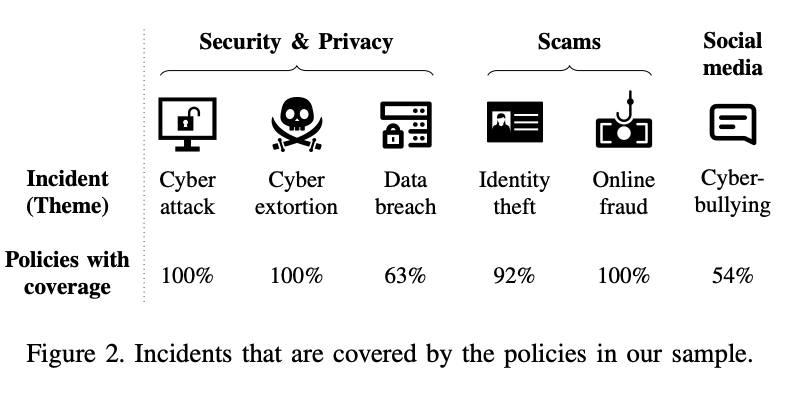 Security & Privacy
Scams
Social
media
Incident
(Theme)
Cyber
attack
Cyber
extortion
Data
breach
Identity
theft
Online
fraud
Cyber-
bullying
Policies with
coverage
100%
100%
63%
92%
100%
54%
Figure 2. Incidents that are covered by the policies in our sample.